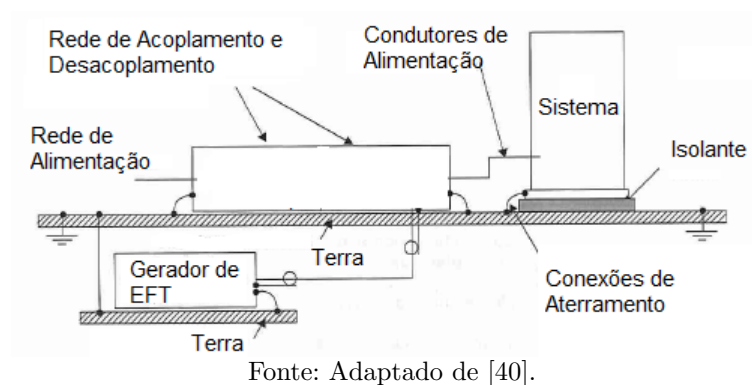 Rede de Acoplamento e
Desacoplamento
Condutores de
Alimentação
Sistema
Rede de
Alimentação
Isolante
Terra
Gerador de
EFT
Conexões de
Aterramento
Terra
Fonte: Adaptado de [40].